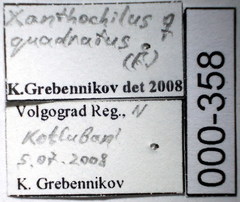 Xanthochilus ♀
quadratus
(F.)
K.Grebennikov det 2008
Volgograd Reg., N
Kotluban'
5.07.2008
K. Grebennikov
000-358